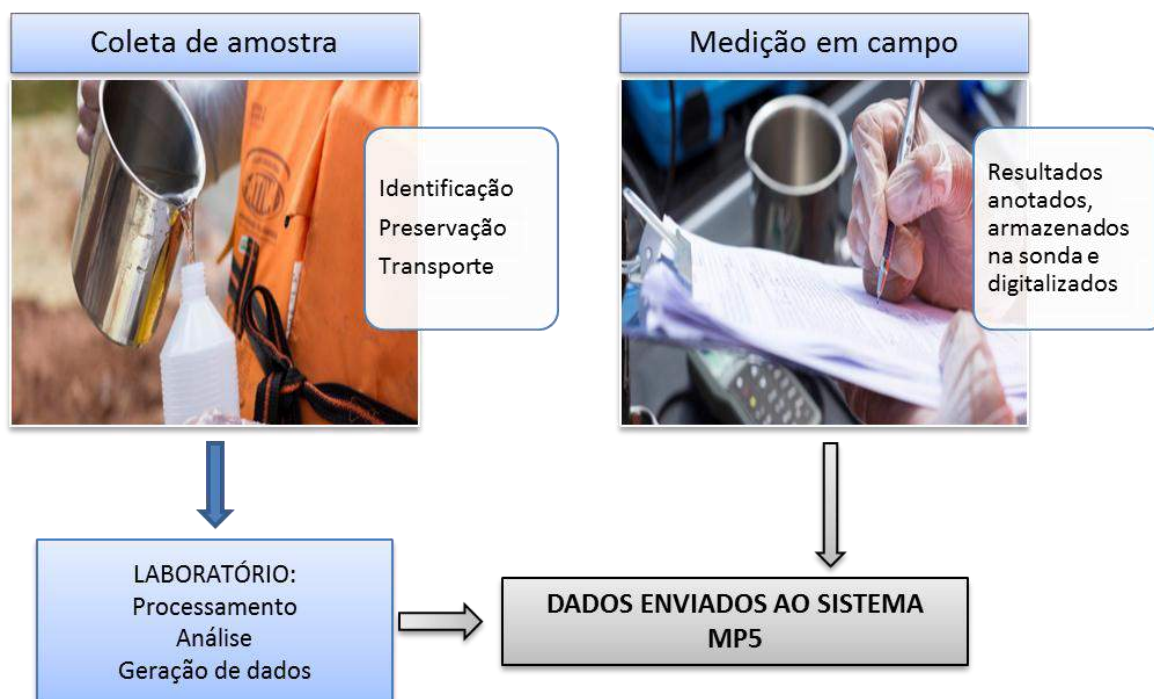 Coleta de amostra
Identificação
Preservação
Transporte
Medição em campo
Resultados
anotados,
armazenados
na sonda e
digitalizados
LABORATÓRIO:
Processamento
Análise
Geração de dados
DADOS ENVIADOS AO SISTEMA
MP5